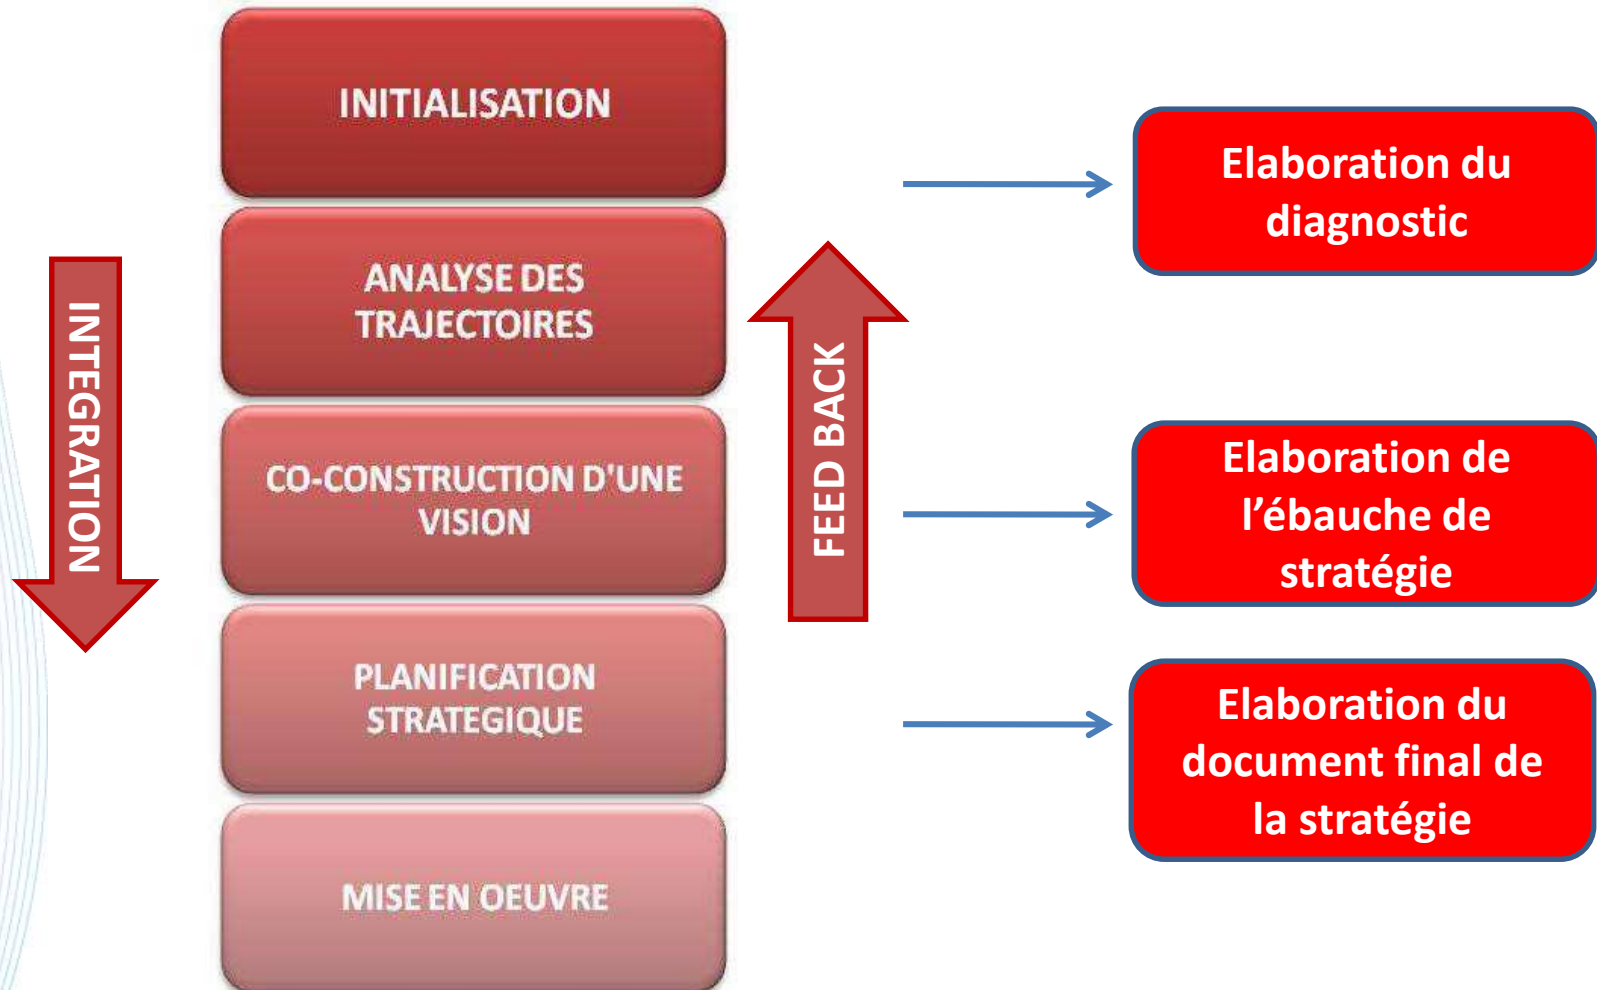 INITIALISATION
ANALYSE DES
TRAJECTOIRES
CO-CONSTRUCTION D'UNE
VISION
PLANIFICATION
STRATEGIQUE
MISE EN OEUVRE
INTEGRATION
FEED BACK
Elaboration du
diagnostic
Elaboration de
l’ébauche de
stratégie
Elaboration du
document final de
la stratégie